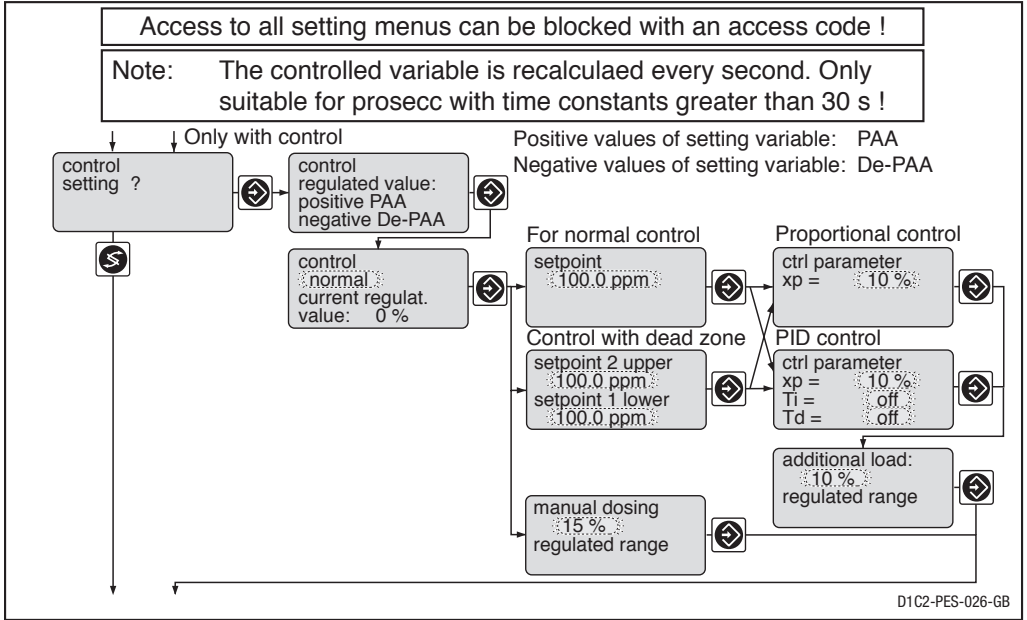 Access to all setting menus can be blocked with an access code !
Note: The controlled variable is recalculaed every second. Only
suitable for prosecc with time constants greater than 30 s !
Only with control
Positive values of setting variable: PAA
Negative values of setting variable: De-PAA
control
setting ?
control
regulated value:
positive PAA
negative De-PAA
control
normal
current regulat.
value: 0 %
For normal control
setpoint
100.0 ppm
Proportional control
ctrl parameter
xp = 10 %
Control with dead zone
setpoint 2 upper
100.0 ppm
setpoint 1 lower
100.0 ppm
PID control
ctrl parameter
xp = 10 %
Ti = off
Td = off
additional load:
10 %
regulated range
manual dosing
15 %
regulated range
D1C2-PES-026-GB